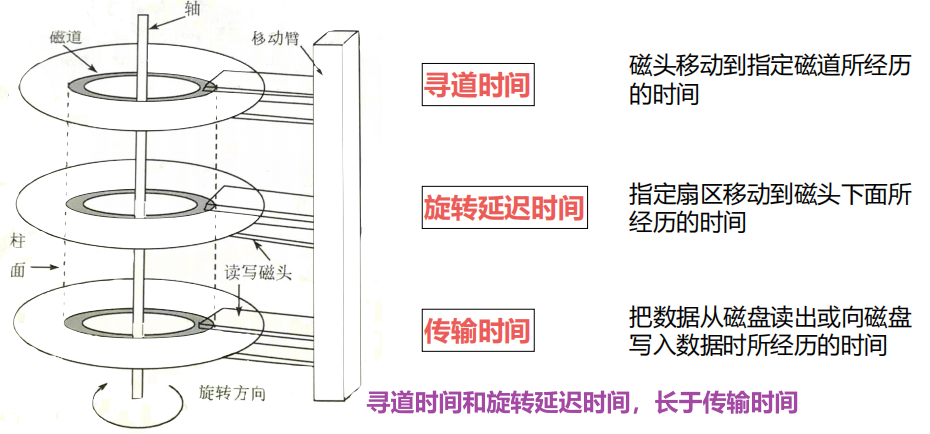 轴
磁道
移动臂
寻道时间
磁头移动到指定磁道所经历
的时间
旋转延迟时间
指定扇区移动到磁头下面所
经历的时间
柱
面
读写磁头
传输时间
把数据从磁盘读出或向磁盘
写入数据时所经历的时间
旋转方向
寻道时间和旋转延迟时间，长于传输时间